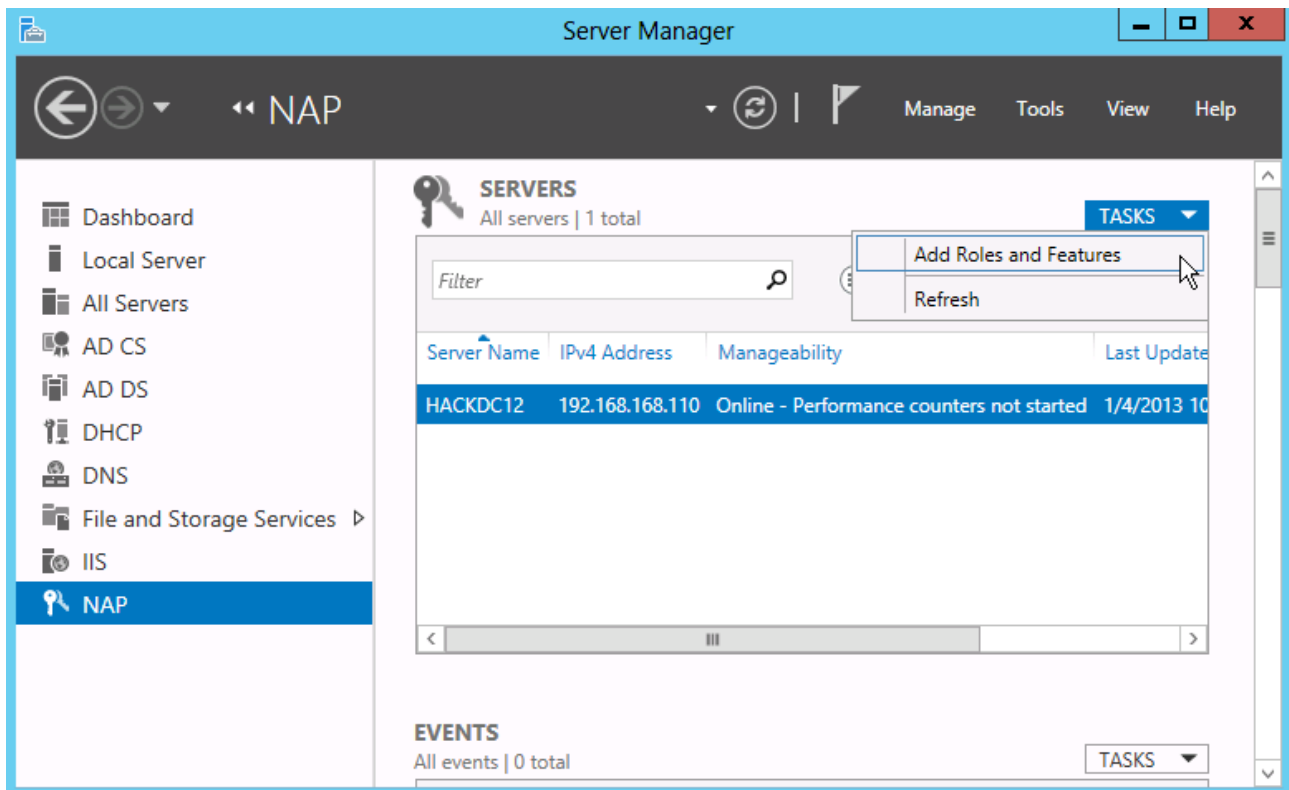 Server Manager
NAP
Manage Tools View Help
Dashboard
Local Server
All Servers
AD CS
AD DS
DHCP
DNS
File and Storage Services
IIS
NAP
SERVERS
All servers | 1 total
TASKS
Add Roles and Features
Refresh
Filter
Server Name IPv4 Address Manageability Last Update
HACKDC12 192.168.168.110 Online - Performance counters not started 1/4/2013 10
EVENTS
All events | 0 total
TASKS